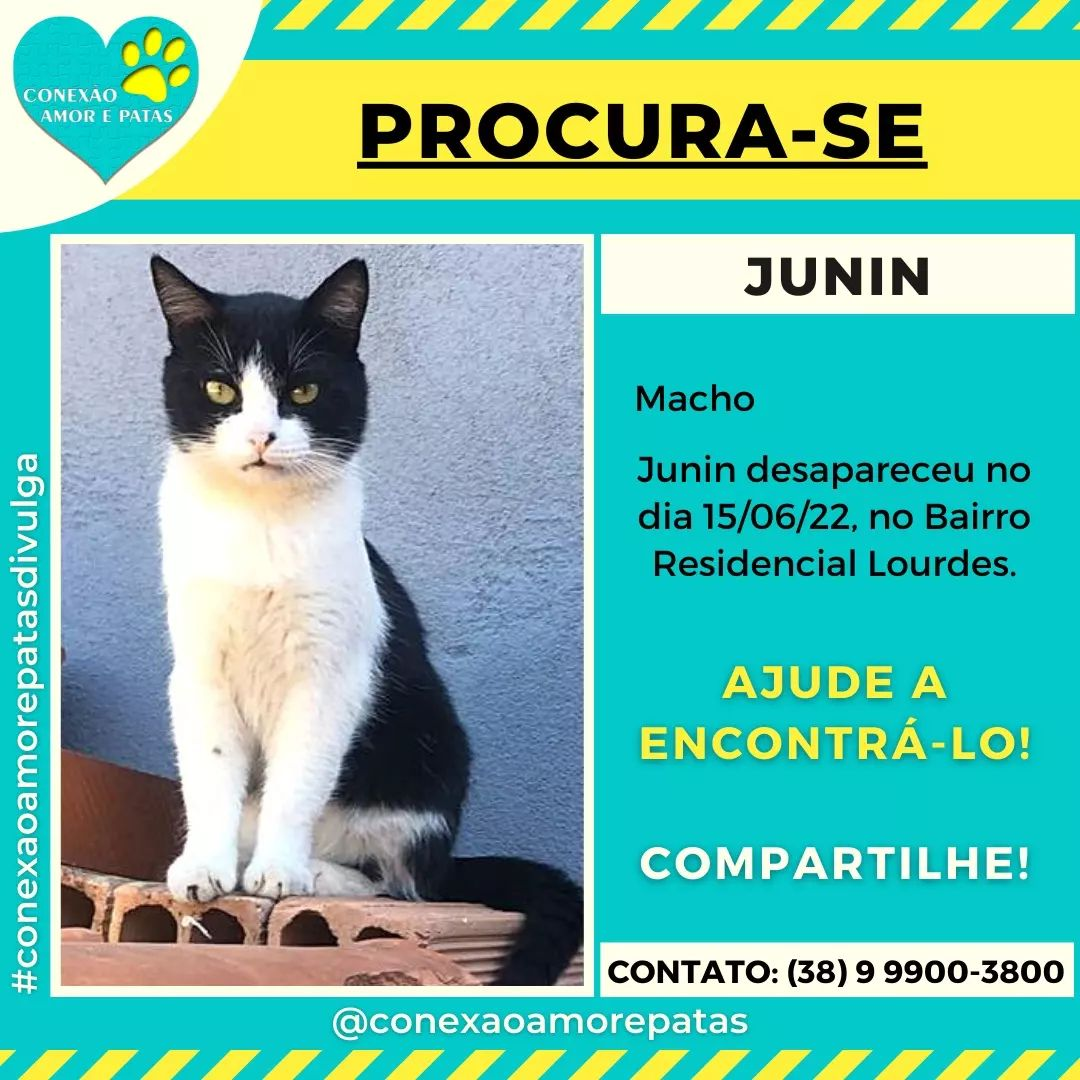 CONEXÃO
AMOR E PATAS
PROCURA-SE
JUNIN
Macho
Junin desapareceu no
dia 15/06/22, no Bairro
Residencial Lourdes.
AJUDE A
ENCONTRÁ-LO!
COMPARTILHE!
CONTATO: (38) 9 9900-3800
#conexaoamorepatasdivulga
@conexaoamorepatas